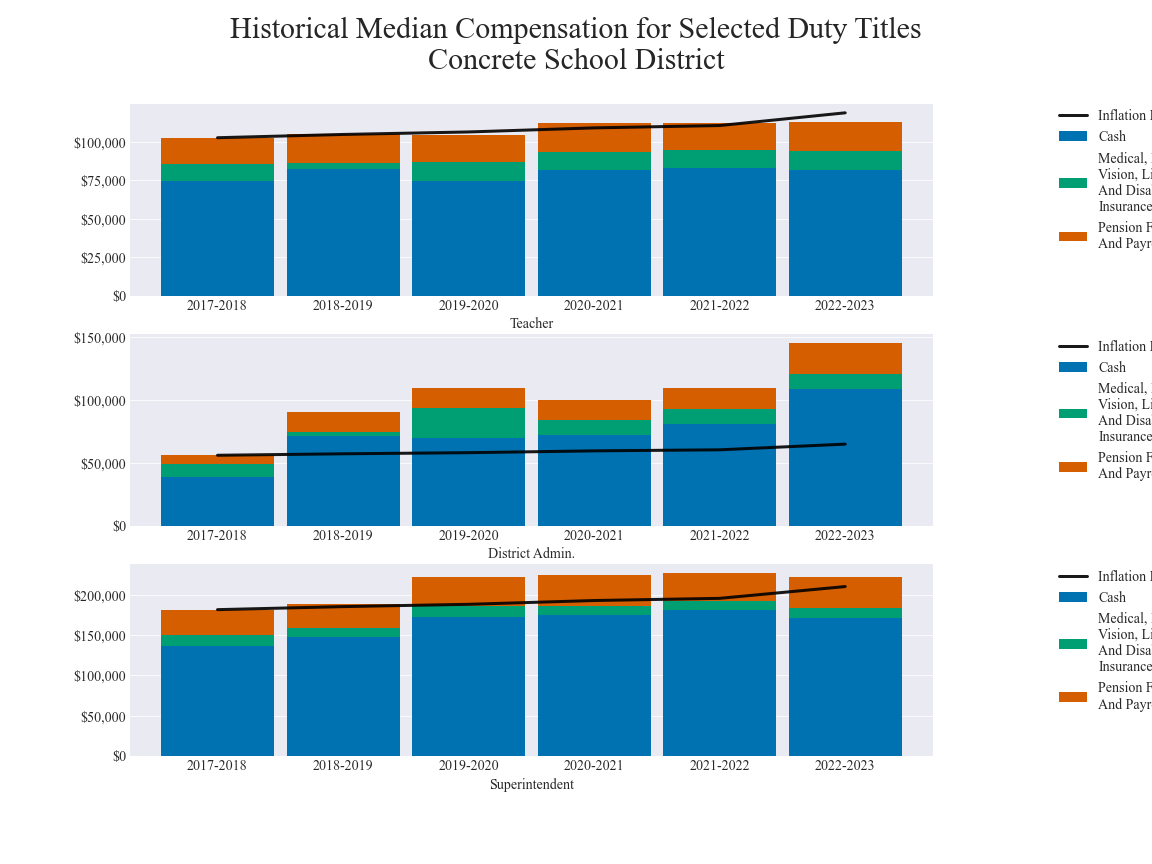 Historical Median Compensation for Selected Duty Titles
Concrete School District
$100,000
$75,000
$50,000
$25,000
$0
2017-2018 2018-2019 2019-2020 2020-2021 2021-2022 2022-2023
Teacher
Inflation
Cash
Medical,
Vision,
And
Insurance
Pension
And
$150,000
$100,000
$50,000
$0
2017-2018 2018-2019 2019-2020 2020-2021 2021-2022 2022-2023
District Admin.
Inflation
Cash
Medical,
Vision,
And
Insurance
Pension
And
$200,000
$150,000
$100,000
$50,000
$0
2017-2018 2018-2019 2019-2020 2020-2021 2021-2022 2022-2023
Superintendent
Inflation
Cash
Medical,
Vision,
And
Insurance
Pension
And